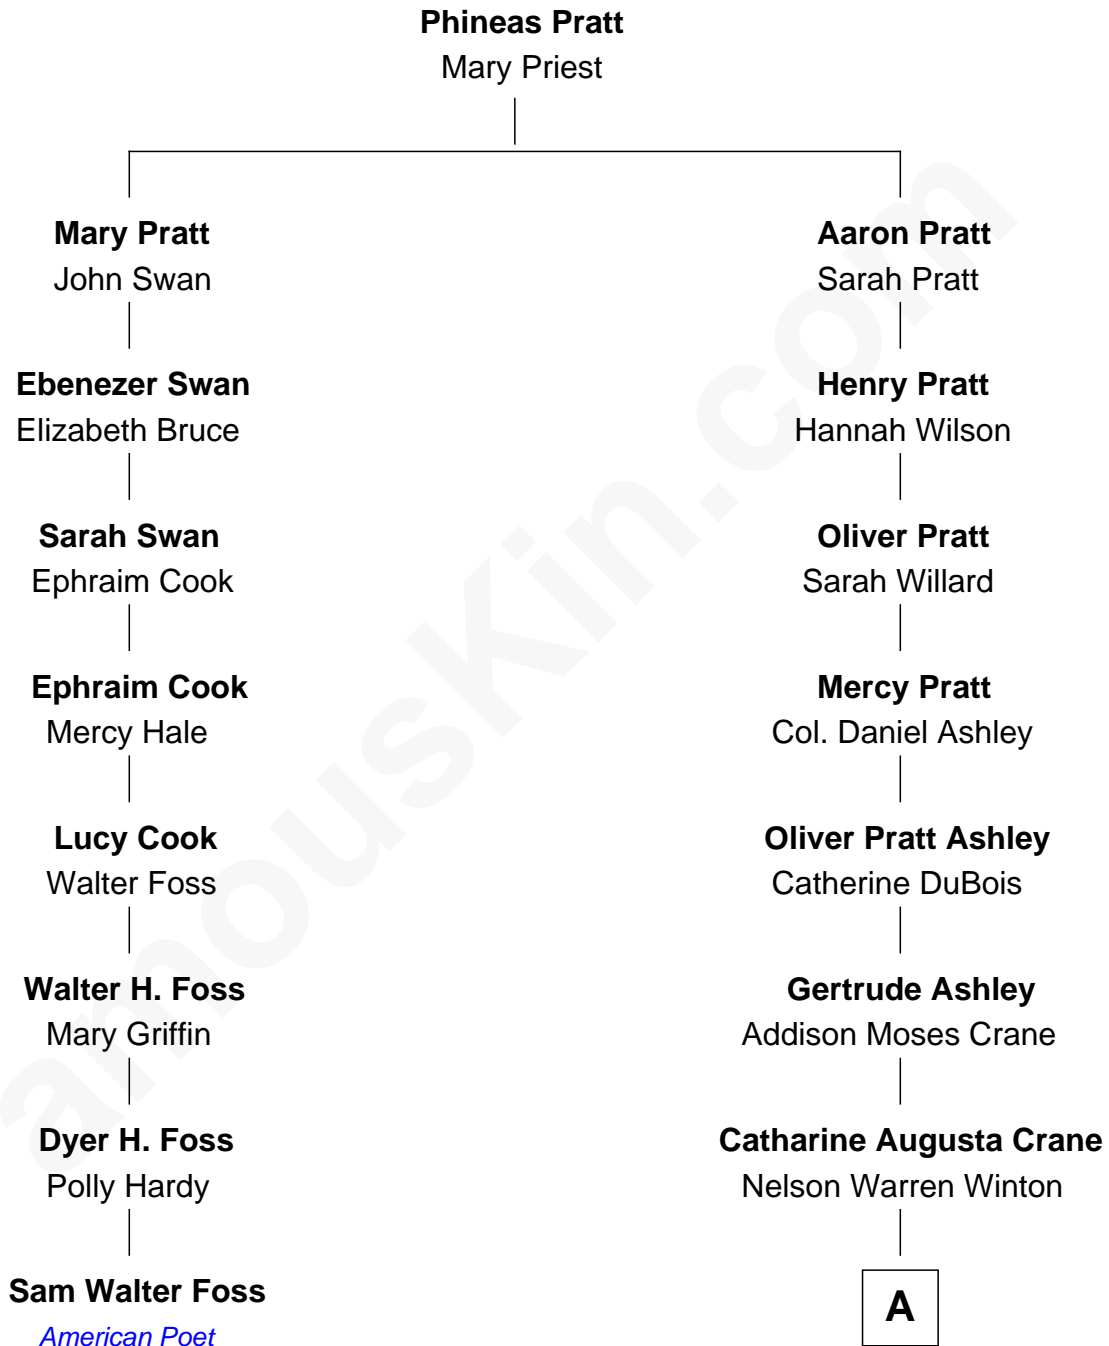 Phineas Pratt
Mary Priest
Mary Pratt
John Swan
Aaron Pratt
Sarah Pratt
Ebenezer Swan
Elizabeth Bruce
Henry Pratt
Hannah Wilson
Sarah Swan
Ephraim Cook
Oliver Pratt
Sarah Willard
Ephraim Cook
Mercy Hale
Mercy Pratt
Col. Daniel Ashley
Lucy Cook
Walter Foss
Oliver Pratt Ashley
Catherine DuBois
Walter H. Foss
Mary Griffin
Gertrude Ashley
Addison Moses Crane
Dyer H. Foss
Polly Hardy
Catharine Augusta Crane
Nelson Warren Winton
Sam Walter Foss
American Poet
A
amousKin.com